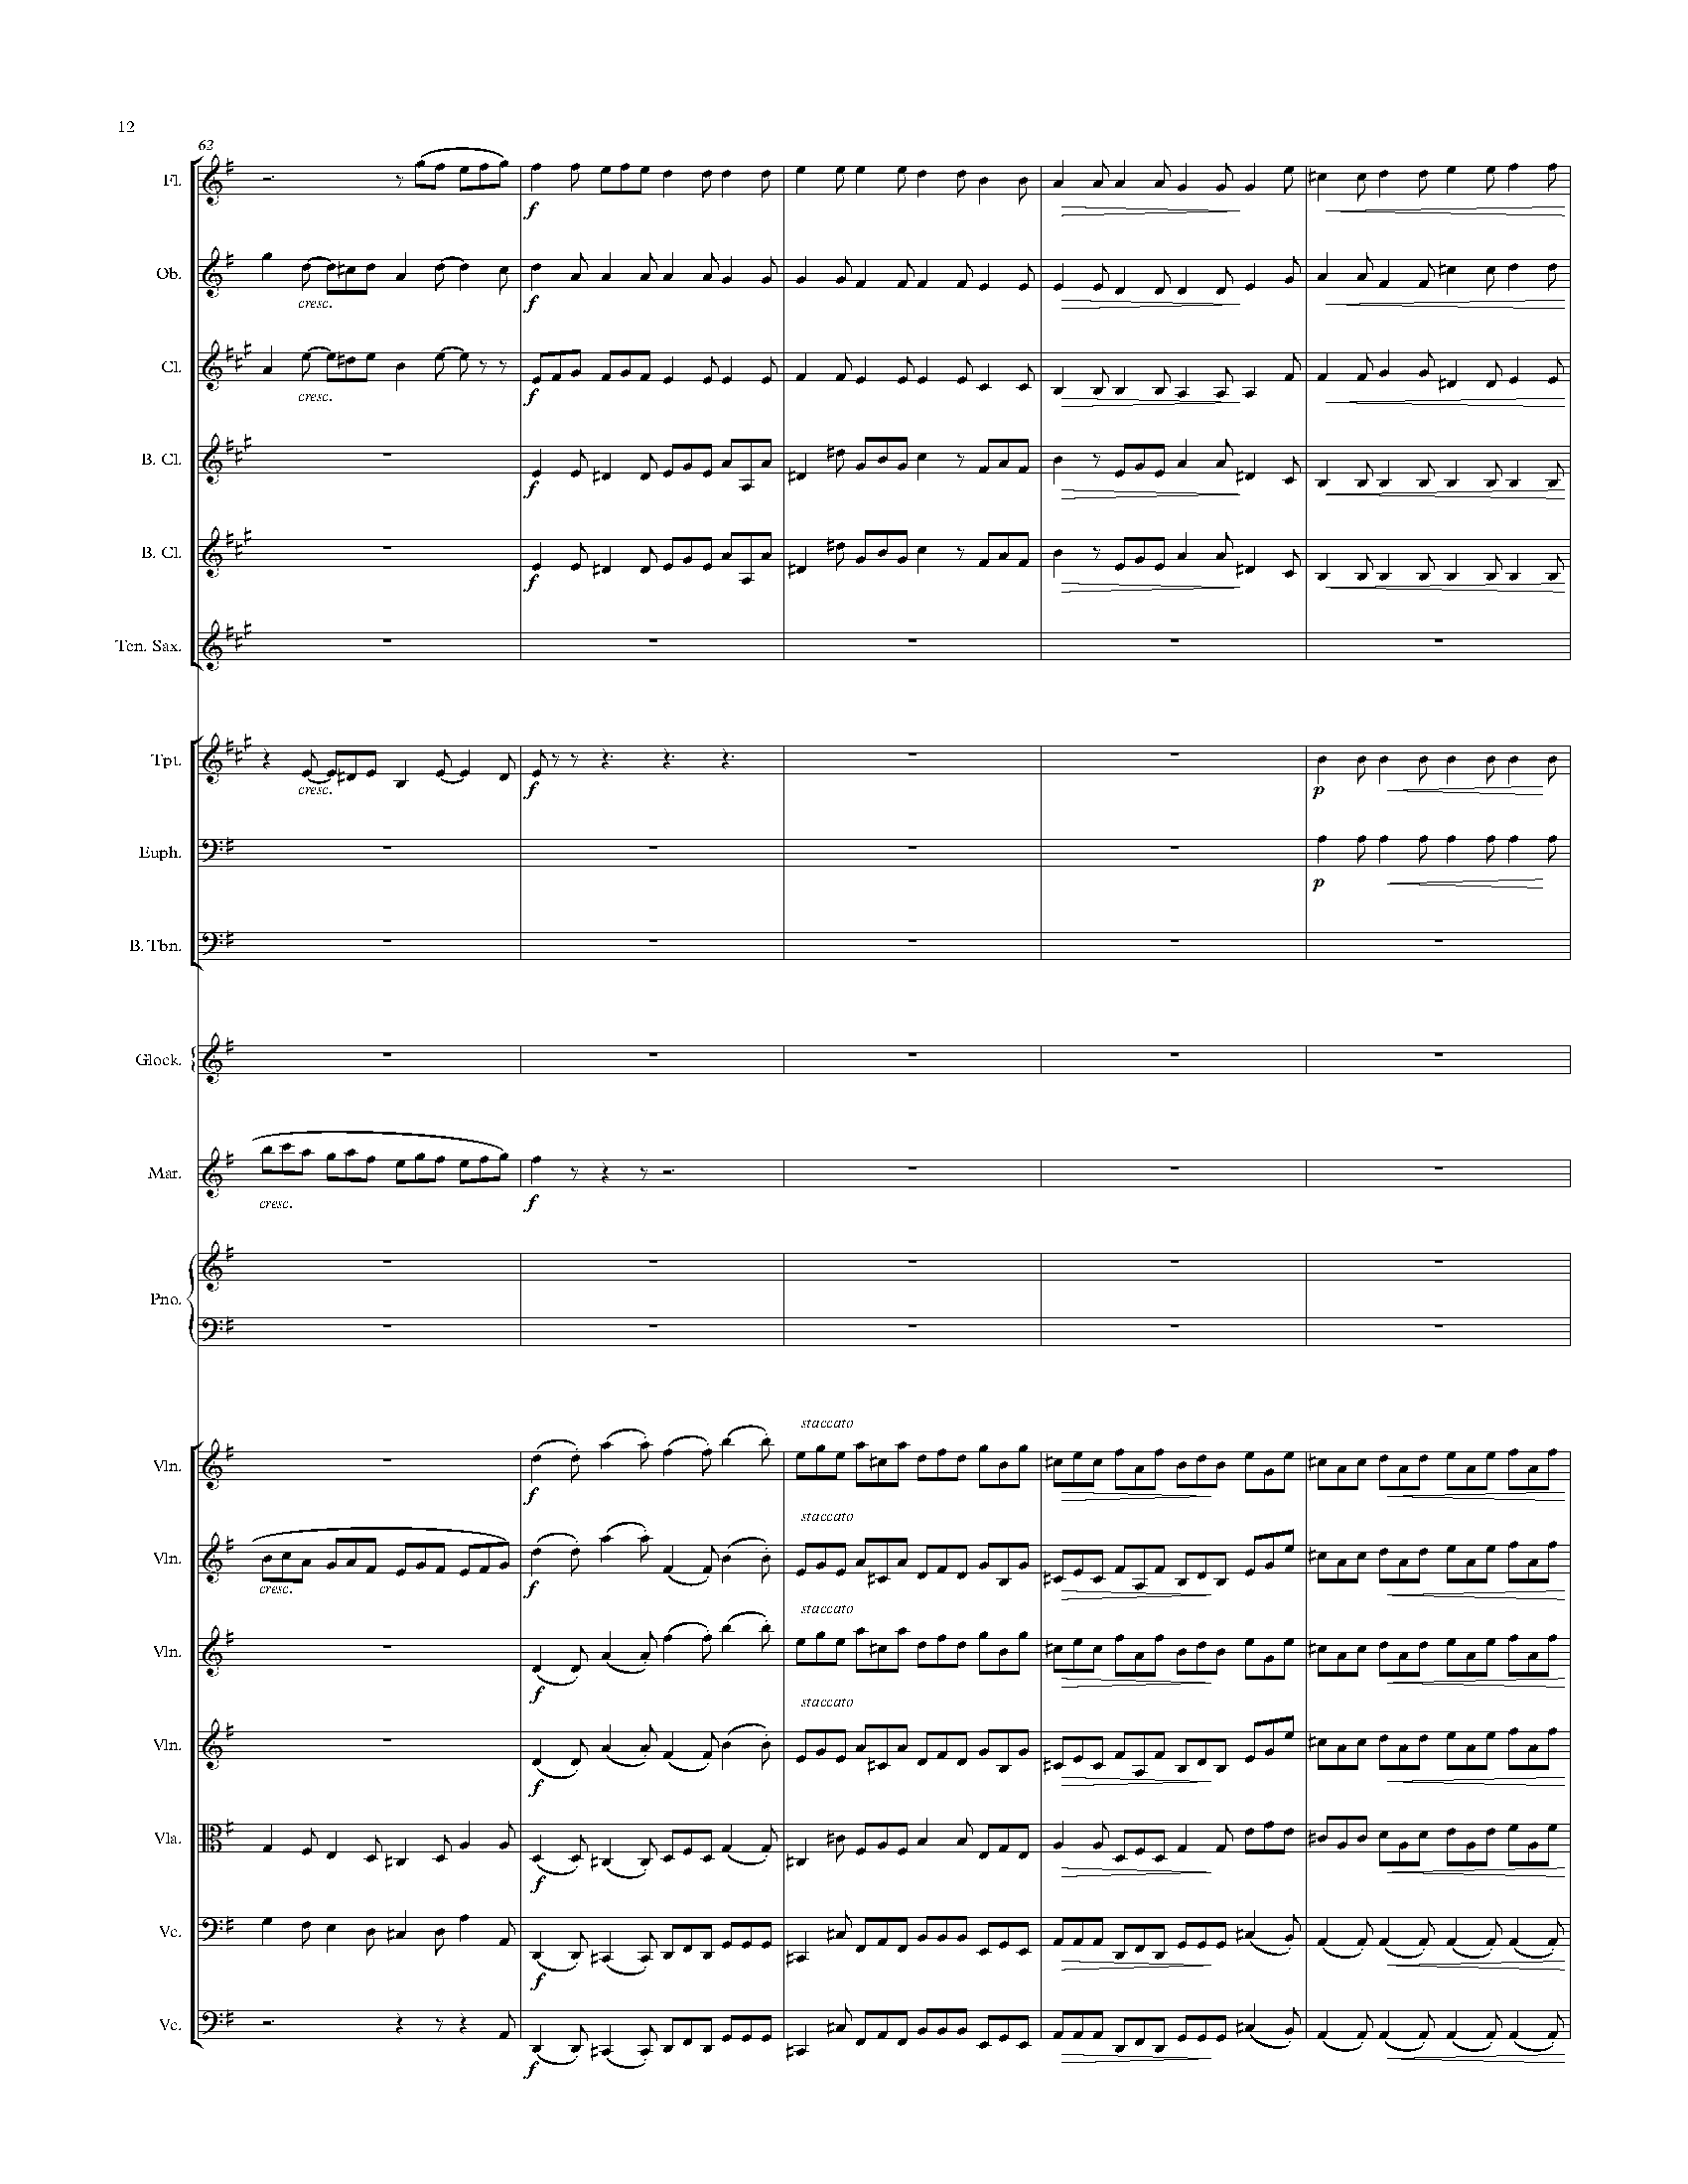 12
62
Fl.
f
Ob.
cresc.
f
Cl.
cresc.
f
B. Cl.
f
B. Cl.
f
Ten. Sax.
Tpt.
cresc.
f
p
Euph.
p
B. Tbn.
Glock.
Mar.
cresc.
f
Pno.
staccato
Vln.
f
staccato
Vln.
cresc.
f
staccato
Vln.
f
staccato
Vln.
f
Vla.
f
Vc.
f
Vc.
f